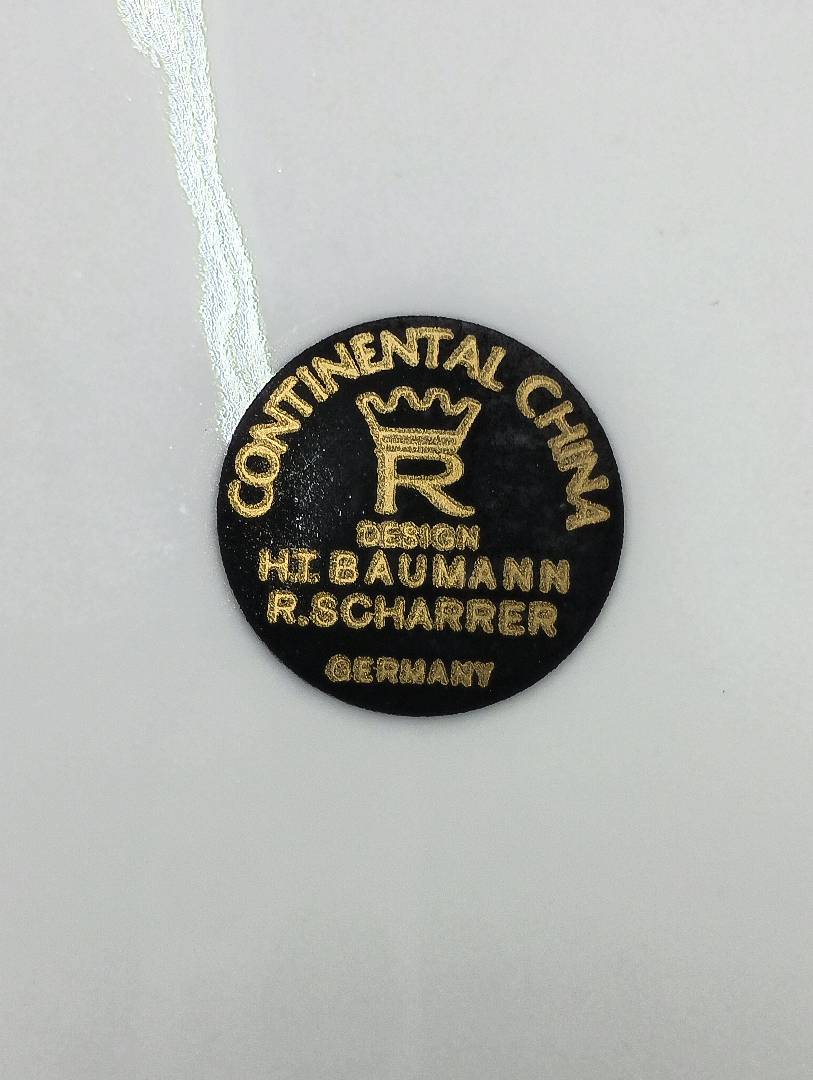 CONTINENTAL CHINA
R
DESIGN
H.T. BAUMANN
R.SCHARRER
GERMANY